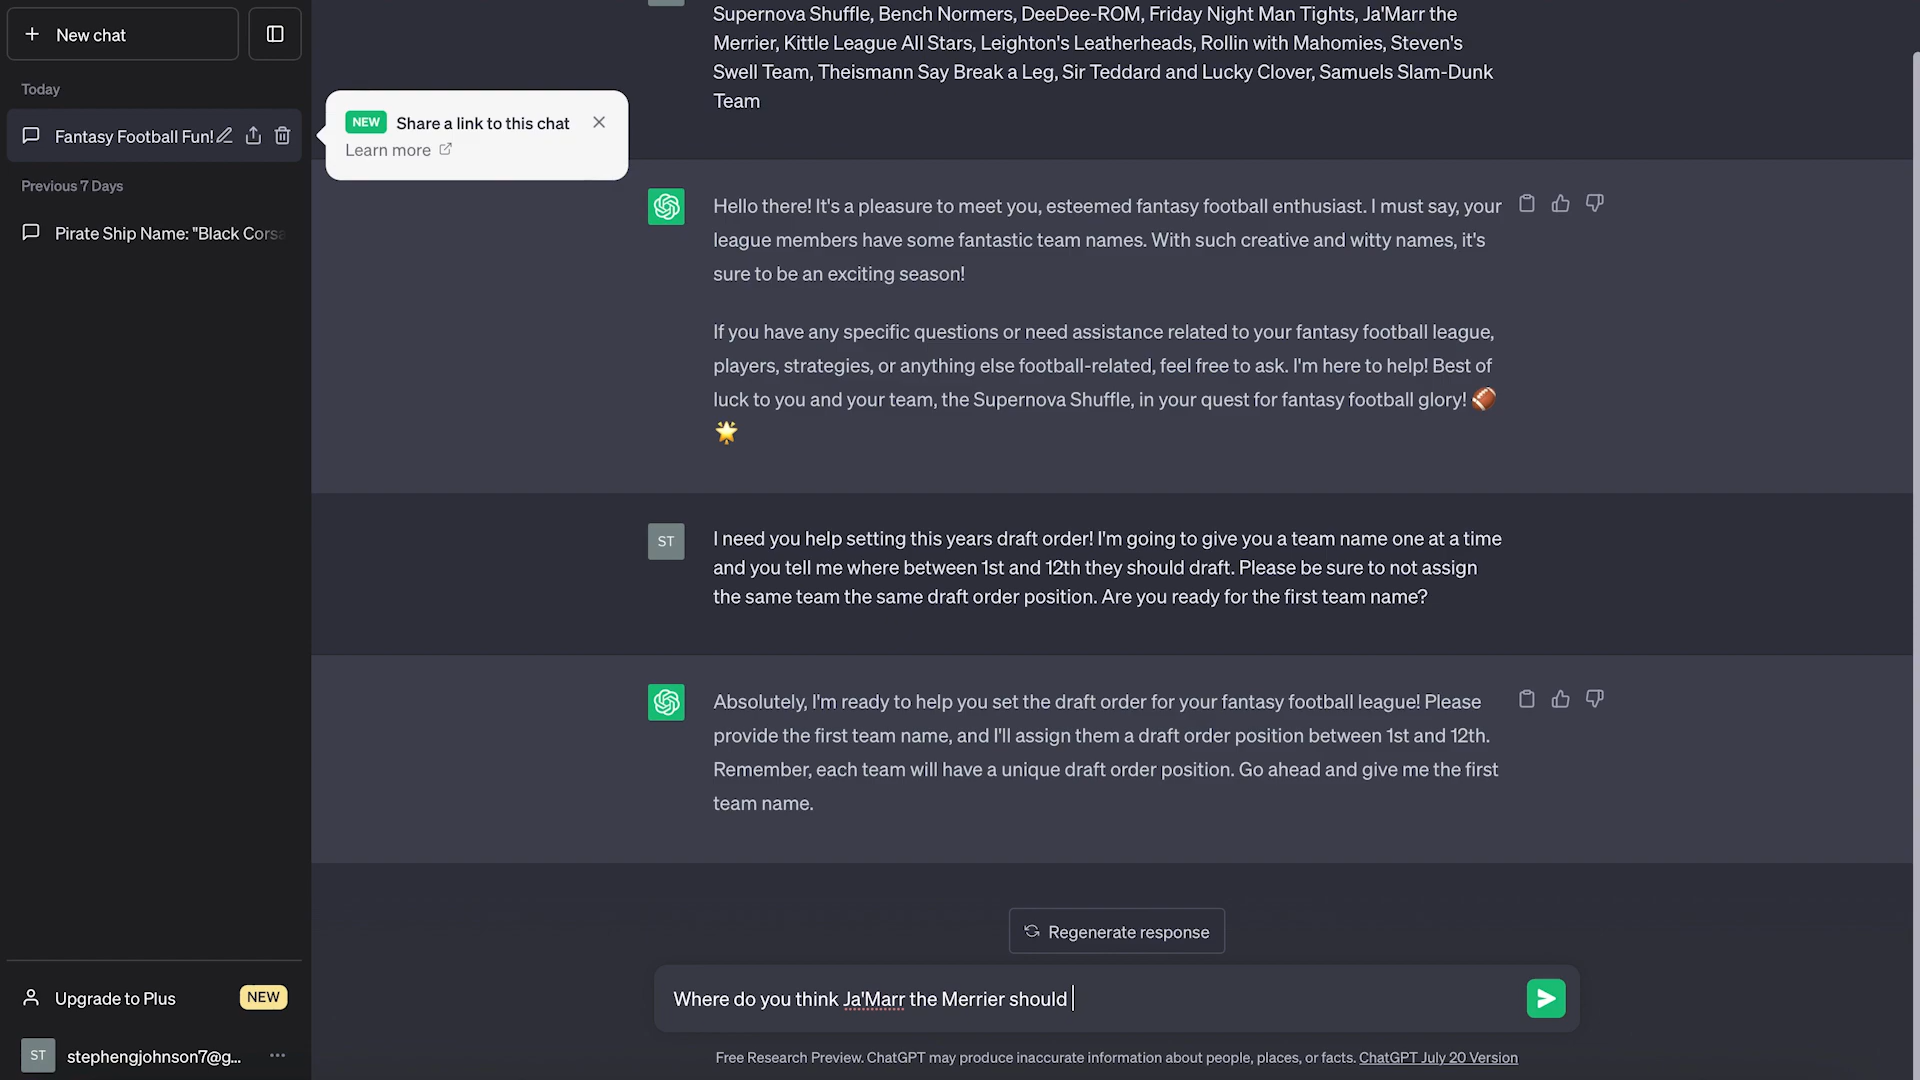 New chat
Today
Fantasy Football Fun!
Previous 7 Days
Pirate Ship Name: "Black Corsa
Upgrade to Plus
NEW
ST
stephengjohnson7@g...
NEW Share a link to this chat
Learn more
Supernova Shuffle, Bench Normers, DeeDee-ROM, Friday Night Man Tights, Ja'Marr the
Merrier, Kittle League All Stars, Leighton's Leatherheads, Rollin with Mahomies, Steven's
Swell Team, Theismann Say Break a Leg, Sir Teddard and Lucky Clover, Samuels Slam-Dunk
Team
Hello there! It's a pleasure to meet you, esteemed fantasy football enthusiast. I must say, your
league members have some fantastic team names. With such creative and witty names, it's
sure to be an exciting season!
If you have any specific questions or need assistance related to your fantasy football league,
players, strategies, or anything else football-related, feel free to ask. I'm here to help! Best of
luck to you and your team, the Supernova Shuffle, in your quest for fantasy football glory! 🏈
🌟
ST
I need you help setting this years draft order! I'm going to give you a team name one at a time
and you tell me where between 1st and 12th they should draft. Please be sure to not assign
the same team the same draft order position. Are you ready for the first team name?
Absolutely, I'm ready to help you set the draft order for your fantasy football league! Please
provide the first team name, and I'll assign them a draft order position between 1st and 12th.
Remember, each team will have a unique draft order position. Go ahead and give me the first
team name.
Regenerate response
Where do you think Ja'Marr the Merrier should
Free Research Preview. ChatGPT may produce inaccurate information about people, places, or facts. ChatGPT July 20 Version